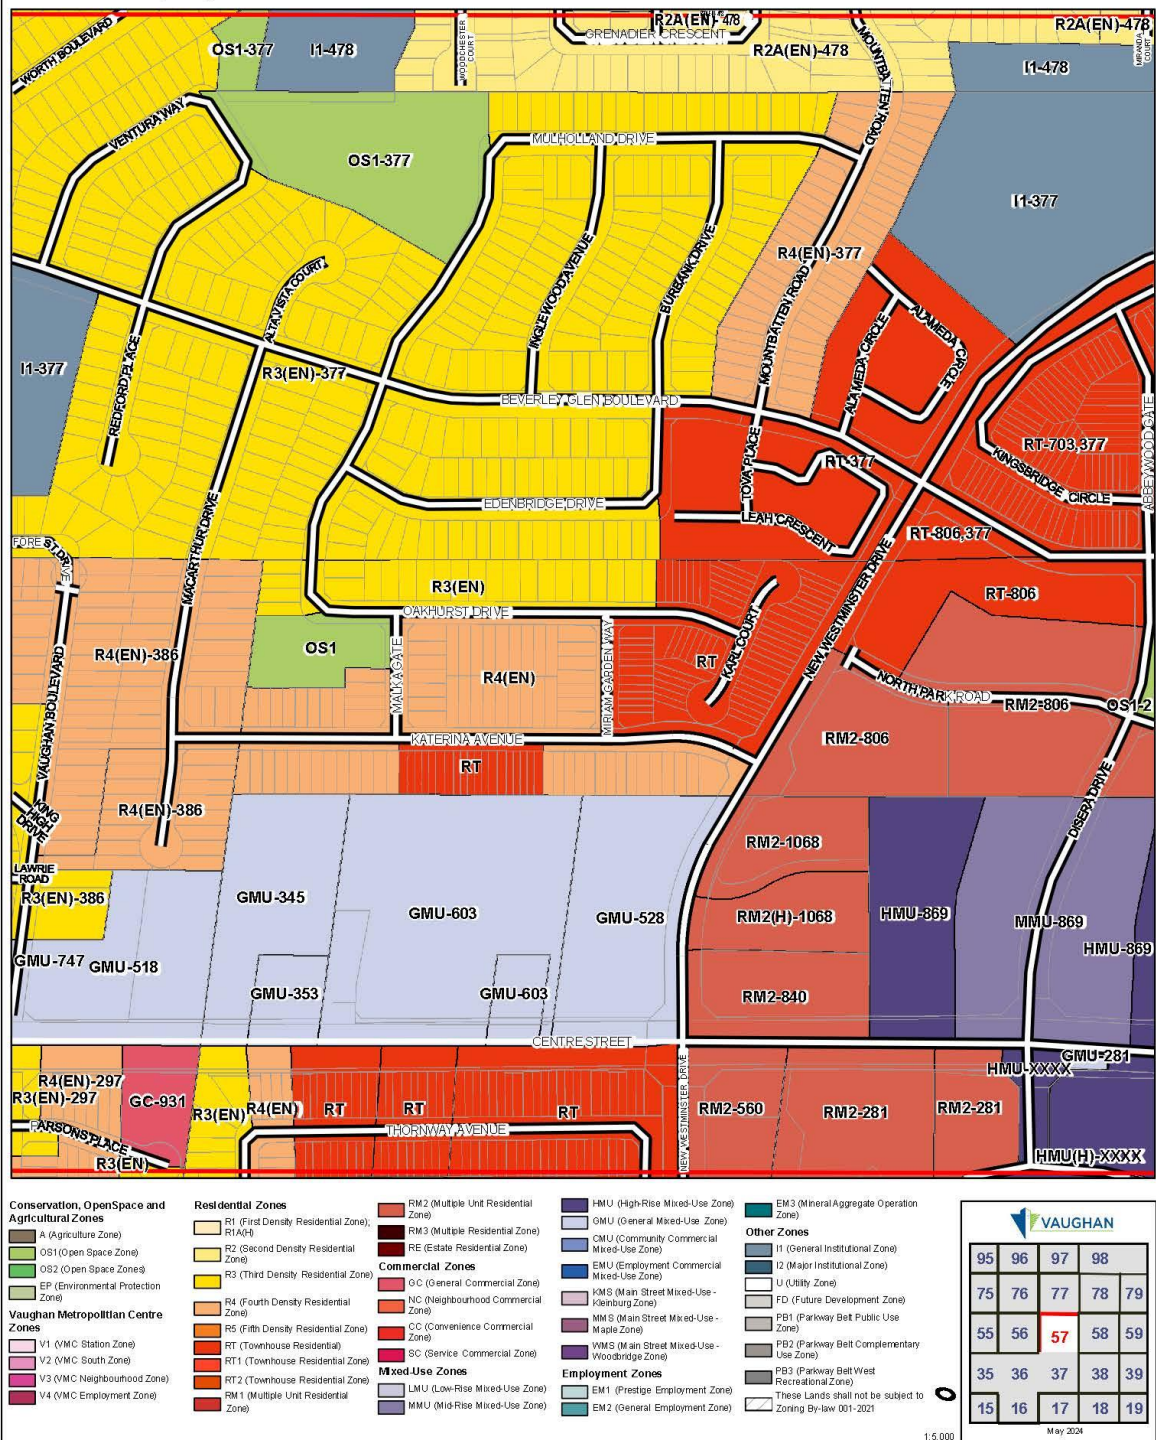 R2A(EN)-478
R2A(EN)-478
GRENADIER CRESCENT
WORTH BOULEVARD
OS1-377
I1-478
WOODCHESTER
COURT
R2A(EN)-478
MOUNTBATTEN ROAD
I1-478
MIRANDA
COURT
VENTURA WAY
MULHOLLAND DRIVE
OS1-377
I1-377
R4(EN)-377
INGLEWOOD AVENUE
BURBANK DRIVE
MOUNTBATTEN ROAD
ALTA VISTA COURT
ALAMEDA CIRCLE
ALAMEDA CIRCLE
REDFORD PLACE
I1-377
R3(EN)-377
BEVERLEY GLEN BOULEVARD
RT-703,377
KINGSBRIDGE CIRCLE
ABBEYWOOD GATE
TOVA PLACE
RT-377
EDENBRIDGE DRIVE
LEAH CRESCENT
MACARTHUR DRIVE
RT-806,377
FOREST DRIVE
R3(EN)
RT-806
NEW WESTMINSTER DRIVE
OAKHURST DRIVE
KARL COURT
OS1
R4(EN)-386
MALKA GATE
R4(EN)
MIRIAM GARDEN WAY
RT
NORTH PARK ROAD
RM2-806
OS1-2
VAUGHAN BOULEVARD
KATERINA AVENUE
RM2-806
RT
DISERA DRIVE
KING
HIGH
DRIVE
R4(EN)-386
RM2-1068
LAWRIE
ROAD
R3(EN)-386
GMU-345
GMU-603
GMU-528
RM2(H)-1068
HMU-869
MMU-869
HMU-869
GMU-747
GMU-518
GMU-353
GMU-603
RM2-840
CENTRE STREET
GMU-281
HMU-XXXX
R4(EN)-297
R3(EN)-297
GC-931
R3(EN)
R4(EN)
RT
RT
RT
NEW WESTMINSTER DRIVE
RM2-560
RM2-281
RM2-281
PARSONS PLACE
THORNWAY AVENUE
R3(EN)
HMU(H)-XXXX
Conservation, OpenSpace and
Agricultural Zones
A (Agriculture Zone)
OS1 (Open Space Zone)
OS2 (Open Space Zones)
EP (Environmental Protection
Zone)
Vaughan Metropolitian Centre
Zones
V1 (VMC Station Zone)
V2 (VMC South Zone)
V3 (VMC Neighbourhood Zone)
V4 (VMC Employment Zone)
Residential Zones
R1 (First Density Residential Zone);
R1A(H)
R2 (Second Density Residential
Zone)
R3 (Third Density Residential Zone)
R4 (Fourth Density Residential
Zone)
R5 (Fifth Density Residential Zone)
RT (Townhouse Residential)
RT1 (Townhouse Residential Zone)
RT2 (Townhouse Residential Zone)
RM1 (Multiple Unit Residential
Zone)
RM2 (Multiple Unit Residential
Zone)
RM3 (Multiple Residential Zone)
RE (Estate Residential Zone)
Commercial Zones
GC (General Commercial Zone)
NC (Neighbourhood Commercial
Zone)
CC (Convenience Commercial
Zone)
SC (Service Commercial Zone)
Mixed-Use Zones
LMU (Low-Rise Mixed-Use Zone)
MMU (Mid-Rise Mixed-Use Zone)
HMU (High-Rise Mixed-Use Zone)
GMU (General Mixed-Use Zone)
CMU (Community Commercial
Mixed-Use Zone)
EMU (Employment Commercial
Mixed-Use Zone)
KMS (Main Street Mixed-Use -
Kleinburg Zone)
MMS (Main Street Mixed-Use -
Maple Zone)
WMS (Main Street Mixed-Use -
Woodbridge Zone)
Employment Zones
EM1 (Prestige Employment Zone)
EM2 (General Employment Zone)
EM3 (Mineral Aggregate Operation
Zone)
Other Zones
I1 (General Institutional Zone)
I2 (Major Institutional Zone)
U (Utility Zone)
FD (Future Development Zone)
PB1 (Parkway Belt Public Use
Zone)
PB2 (Parkway Belt Complementary
Use Zone)
PB3 (Parkway Belt West
Recreational Zone)
These Lands shall not be subject to
Zoning By-law 001-2021
0
1:5,000
VAUGHAN
95 96 97 98
75 76 77 78 79
55 56 57 58 59
35 36 37 38 39
15 16 17 18 19
May 2024